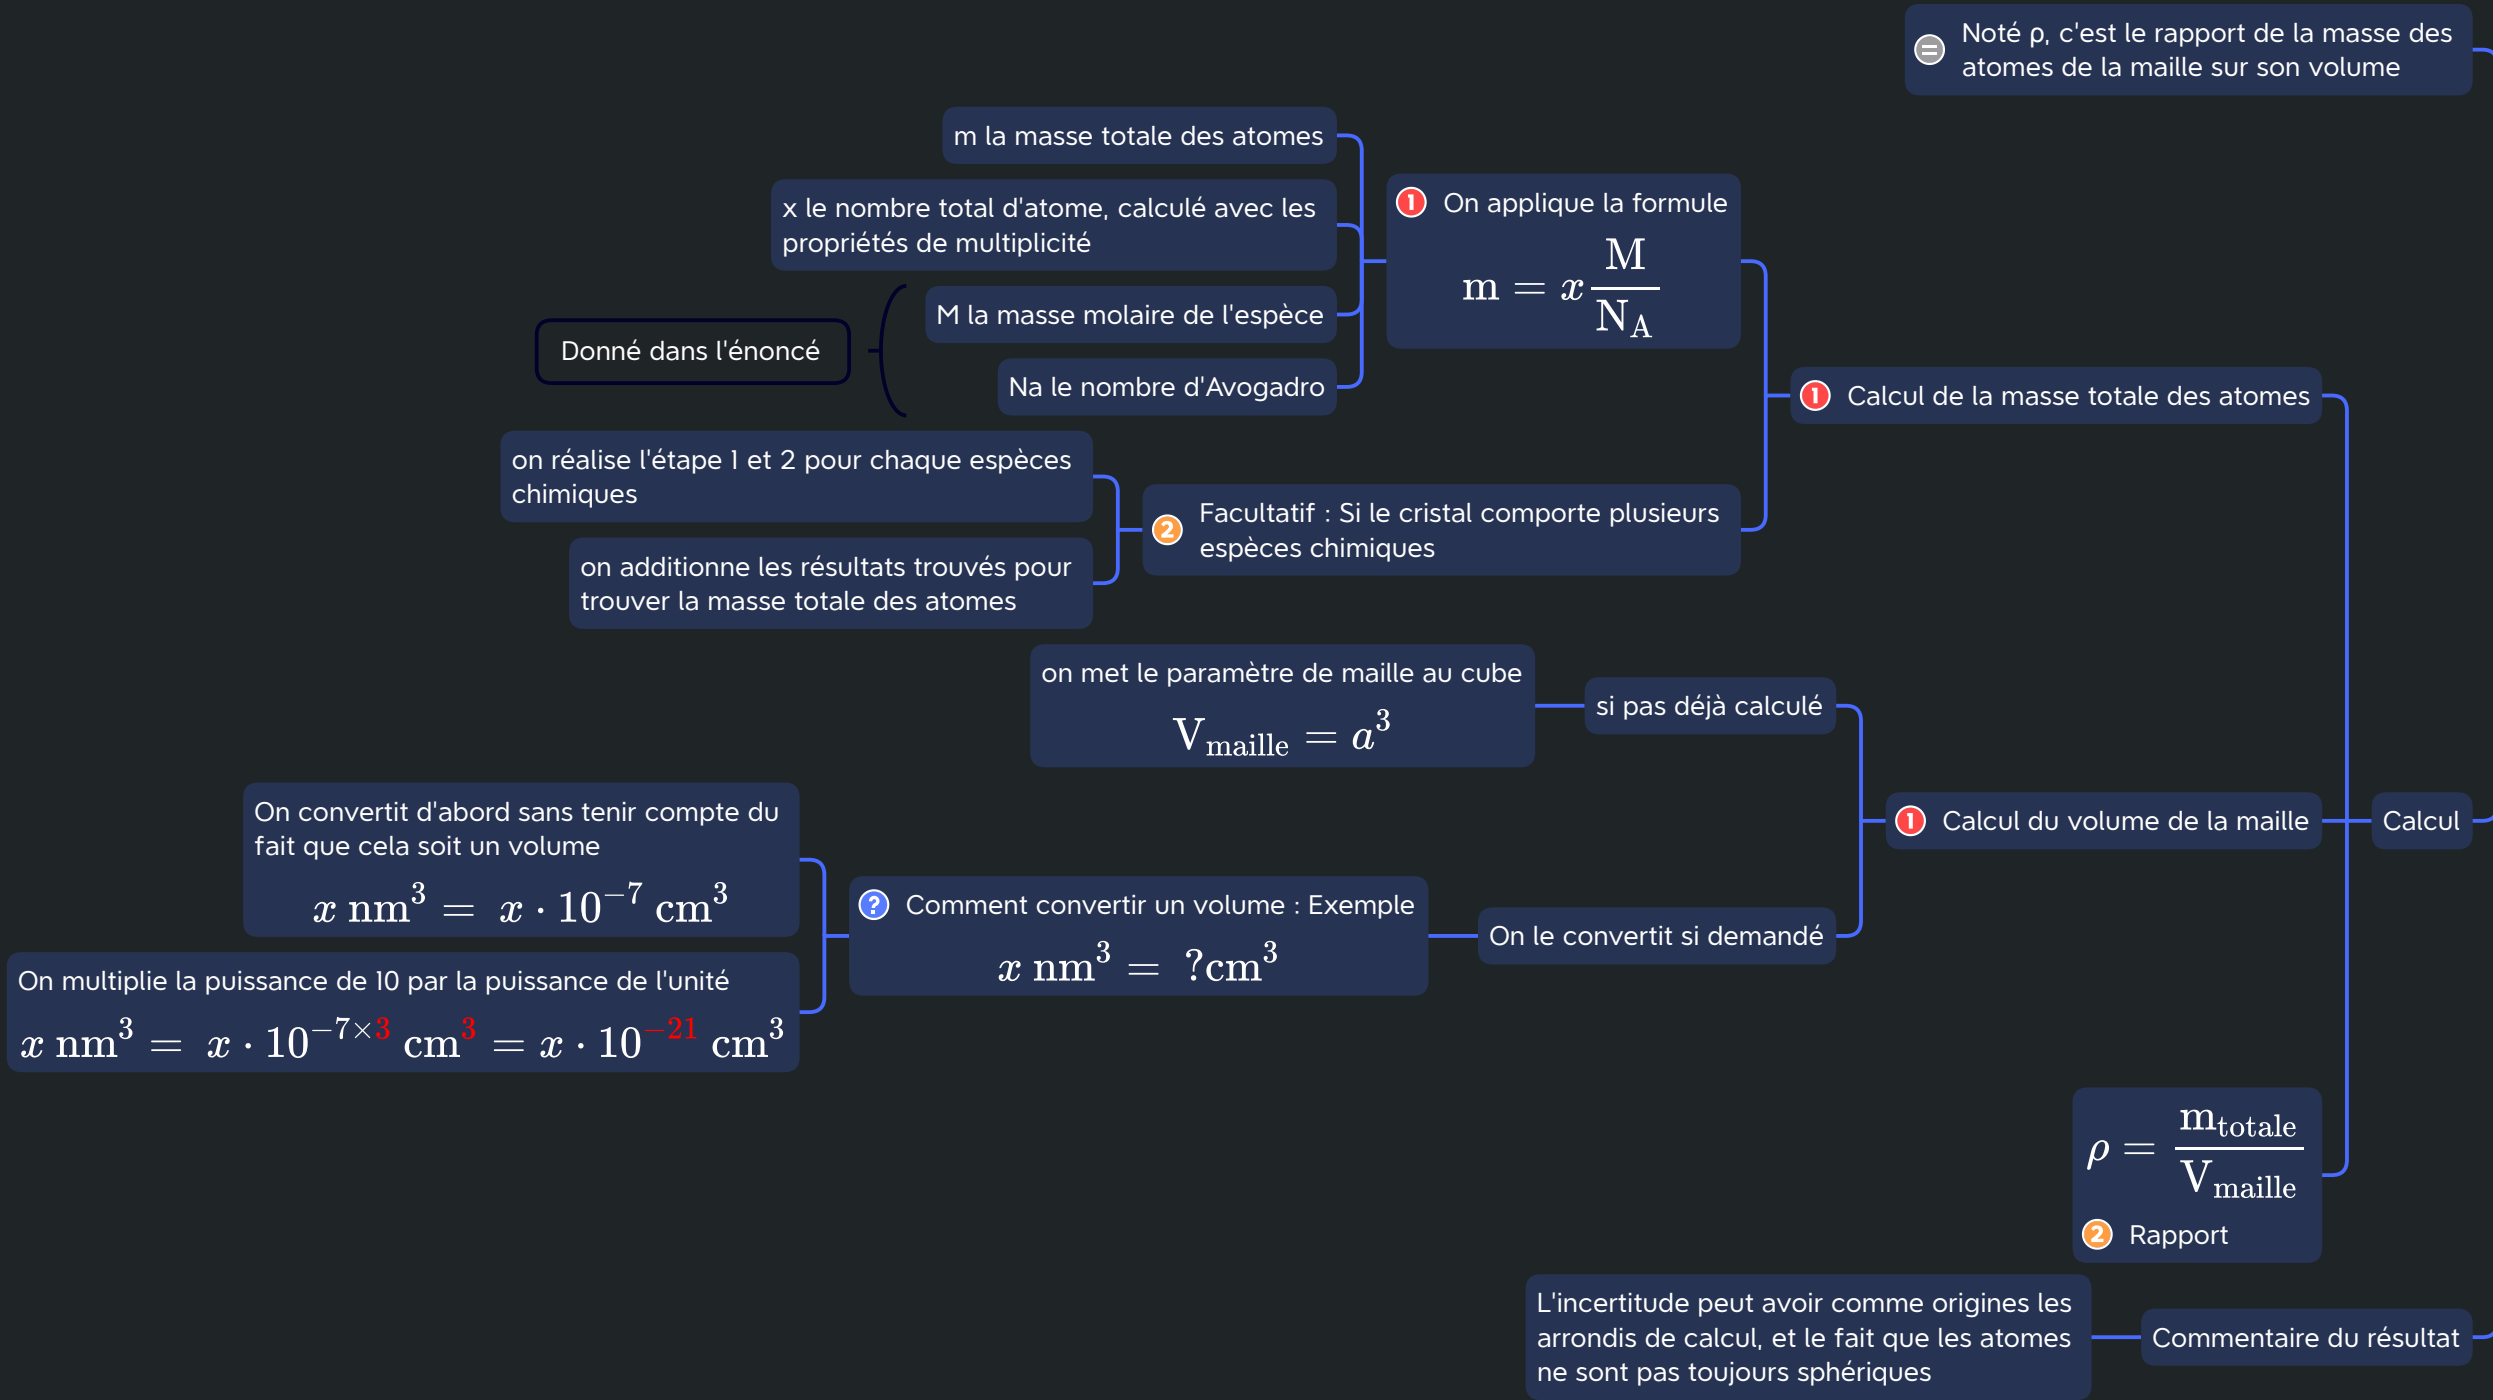 Noté ρ, c'est le rapport de la masse des
atomes de la maille sur son volume
m la masse totale des atomes
x le nombre total d'atome, calculé avec les
propriétés de multiplicité
M la masse molaire de l'espèce
Na le nombre d'Avogadro
Donné dans l'énoncé
1 On applique la formule
m = x M/N_A
1 Calcul de la masse totale des atomes
on réalise l'étape 1 et 2 pour chaque espèces
chimiques
on additionne les résultats trouvés pour
trouver la masse totale des atomes
2 Facultatif : Si le cristal comporte plusieurs
espèces chimiques
on met le paramètre de maille au cube
V_maille = a³
si pas déjà calculé
1 Calcul du volume de la maille
Calcul
On convertit d'abord sans tenir compte du
fait que cela soit un volume
x nm³ = x · 10⁻⁷ cm³
? Comment convertir un volume : Exemple
x nm³ = ?cm³
On le convertit si demandé
On multiplie la puissance de 10 par la puissance de l'unité
x nm³ = x · 10⁻⁷ˣ³ cm³ = x · 10⁻²¹ cm³
ρ = m_totale/V_maille
2 Rapport
L'incertitude peut avoir comme origines les
arrondis de calcul, et le fait que les atomes
ne sont pas toujours sphériques
Commentaire du résultat